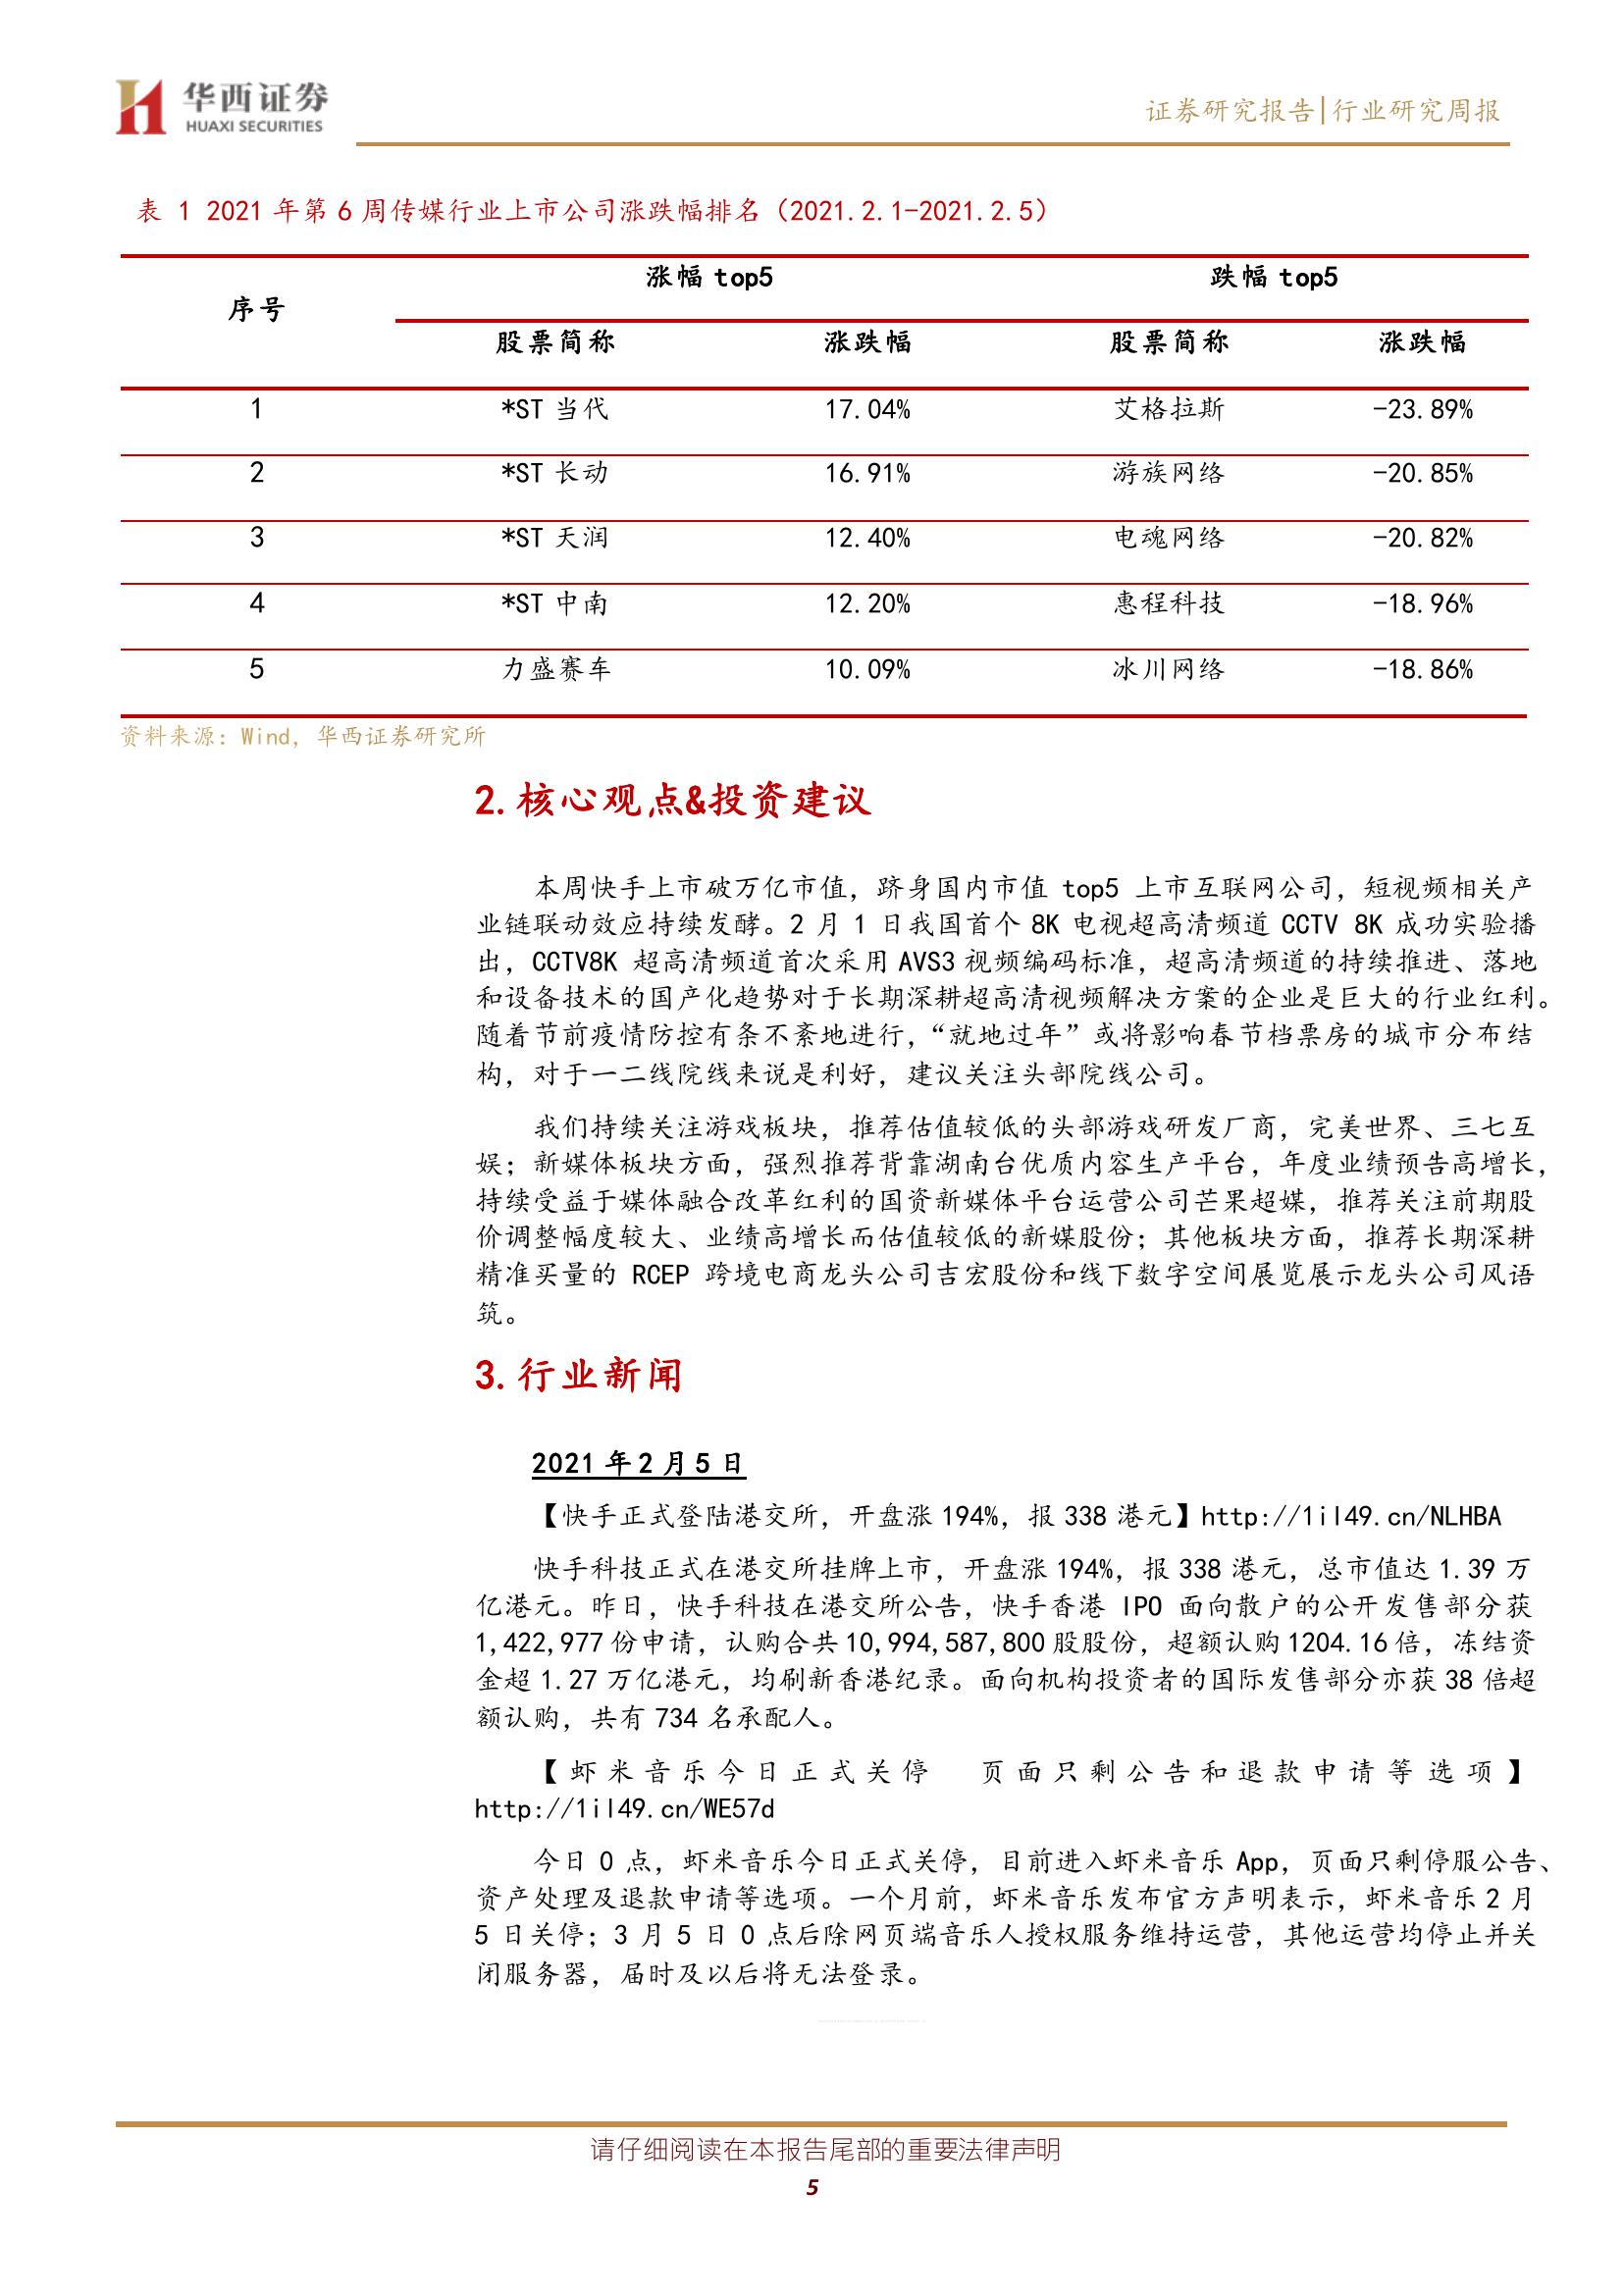 华西证券
HUAXI SECURITIES
证券研究报告|行业研究周报
表 1 2021 年第 6 周传媒行业上市公司涨跌幅排名（2021.2.1-2021.2.5）
序号 涨幅 top5 跌幅 top5
股票简称 涨跌幅 股票简称 涨跌幅
1 *ST 当代 17.04% 艾格拉斯 -23.89%
2 *ST 长动 16.91% 游族网络 -20.85%
3 *ST 天润 12.40% 电魂网络 -20.82%
4 *ST 中南 12.20% 惠程科技 -18.96%
5 力盛赛车 10.09% 冰川网络 -18.86%
资料来源：Wind，华西证券研究所
2.核心观点&投资建议
本周快手上市破万亿市值，跻身国内市值 top5 上市互联网公司，短视频相关产
业链联动效应持续发酵。2 月 1 日我国首个 8K 电视超高清频道 CCTV 8K 成功实验播
出，CCTV8K 超高清频道首次采用 AVS3 视频编码标准，超高清频道的持续推进、落地
和设备技术的国产化趋势对于长期深耕超高清视频解决方案的企业是巨大的行业红利。
随着节前疫情防控有条不紊地进行，“就地过年”或将影响春节档票房的城市分布结
构，对于一二线院线来说是利好，建议关注头部院线公司。
我们持续关注游戏板块，推荐估值较低的头部游戏研发厂商，完美世界、三七互
娱；新媒体板块方面，强烈推荐背靠湖南台优质内容生产平台，年度业绩预告高增长，
持续受益于媒体融合改革红利的国资新媒体平台运营公司芒果超媒，推荐关注前期股
价调整幅度较大、业绩高增长而估值较低的新媒股份；其他板块方面，推荐长期深耕
精准买量的 RCEP 跨境电商龙头公司吉宏股份和线下数字空间展览展示龙头公司风语
筑。
3.行业新闻
2021 年 2 月 5 日
【快手正式登陆港交所，开盘涨 194%，报 338 港元】http://1il49.cn/NLHBA
快手科技正式在港交所挂牌上市，开盘涨 194%，报 338 港元，总市值达 1.39 万
亿港元。昨日，快手科技在港交所公告，快手香港 IPO 面向散户的公开发售部分获
1,422,977 份申请，认购合共 10,994,587,800 股股份，超额认购 1204.16 倍，冻结资
金超 1.27 万亿港元，均刷新香港纪录。面向机构投资者的国际发售部分亦获 38 倍超
额认购，共有 734 名承配人。
【虾米音乐今日正式关停 页面只剩公告和退款申请等选项】
http://1il49.cn/WE57d
今日 0 点，虾米音乐今日正式关停，目前进入虾米音乐 App，页面只剩停服公告、
资产处理及退款申请等选项。一个月前，虾米音乐发布官方声明表示，虾米音乐 2 月
5 日关停；3 月 5 日 0 点后除网页端音乐人授权服务维持运营，其他运营均停止并关
闭服务器，届时及以后将无法登录。
请仔细阅读在本报告尾部的重要法律声明
5